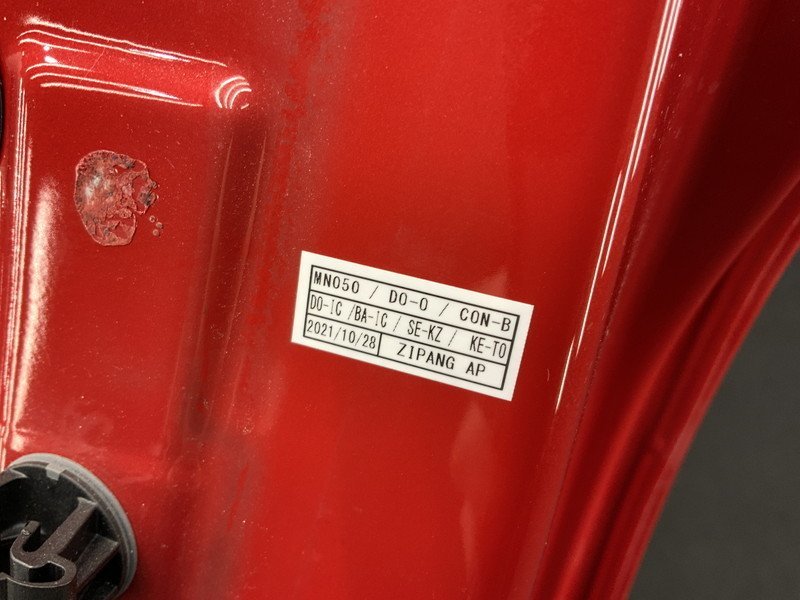 MN050 / DO-O / CON-B
DO-IC /BA-IC / SE-KZ / KE-TO
2021/10/28 ZIPANG AP